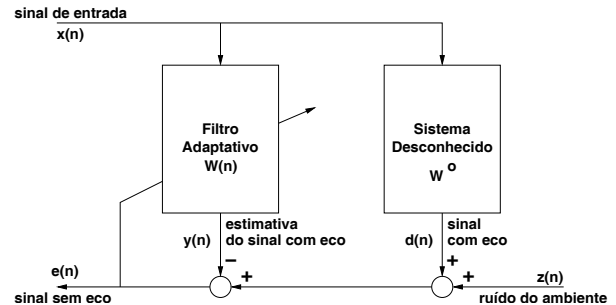 sinal de entrada
x(n)
Filtro
Adaptativo
W(n)
Sistema
Desconhecido
W o
y(n)
estimativa
do sinal com eco
d(n)
sinal
com eco
e(n)
sinal sem eco
− +
+ +
z(n)
ruído do ambiente